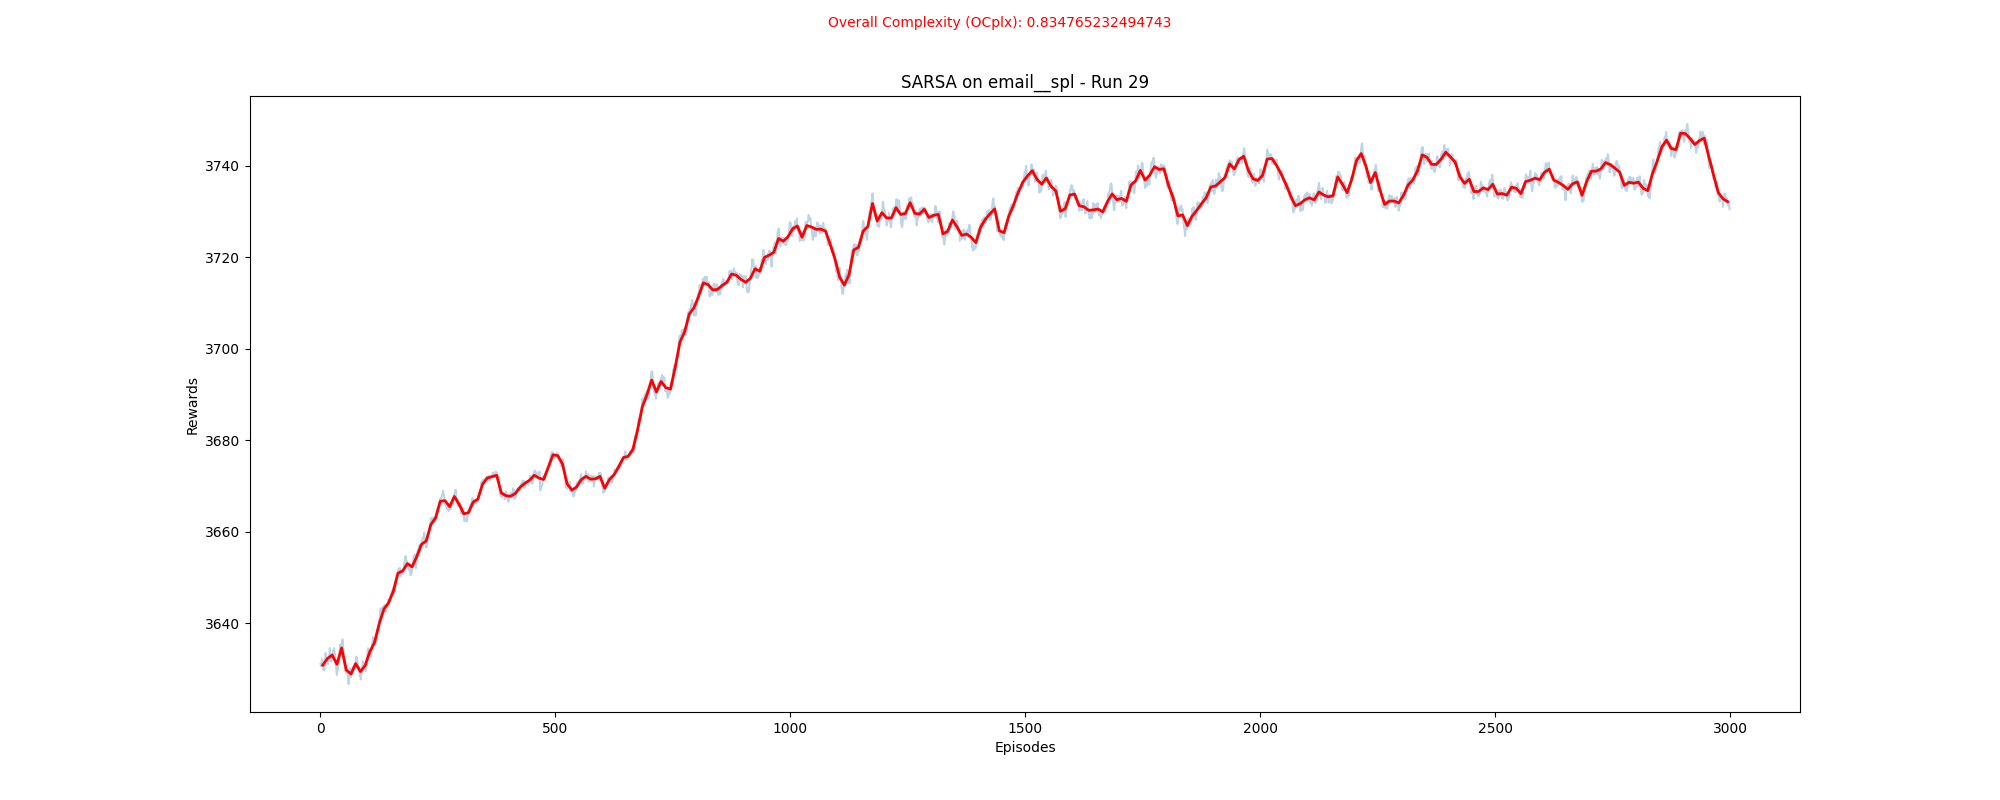 Overall Complexity (OCplx): 0.834765232494743
SARSA on email__spl - Run 29
Rewards
3740
3720
3700
3680
3660
3640
0 500 1000 1500 2000 2500 3000
Episodes